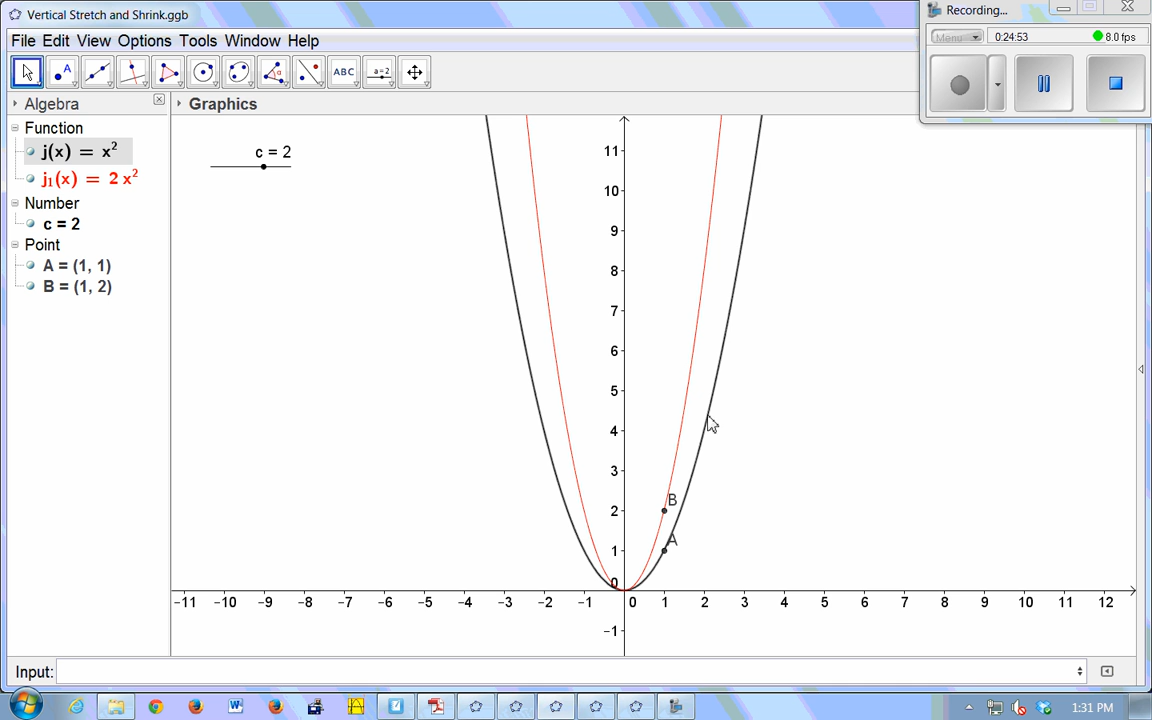 Vertical Stretch and Shrink.ggb
Recording...
File Edit View Options Tools Window Help
Menu 0:24:53 8.0 fps
A ABC a=2
Algebra
Graphics
Function
j(x) = x²
j₁(x) = 2 x²
Number
c = 2
Point
A = (1, 1)
B = (1, 2)
c = 2
11
10
9
8
7
6
5
4
3
2
1
0
−1
B
A
−11 −10 −9 −8 −7 −6 −5 −4 −3 −2 −1 0 1 2 3 4 5 6 7 8 9 10 11 12
Input:
1:31 PM